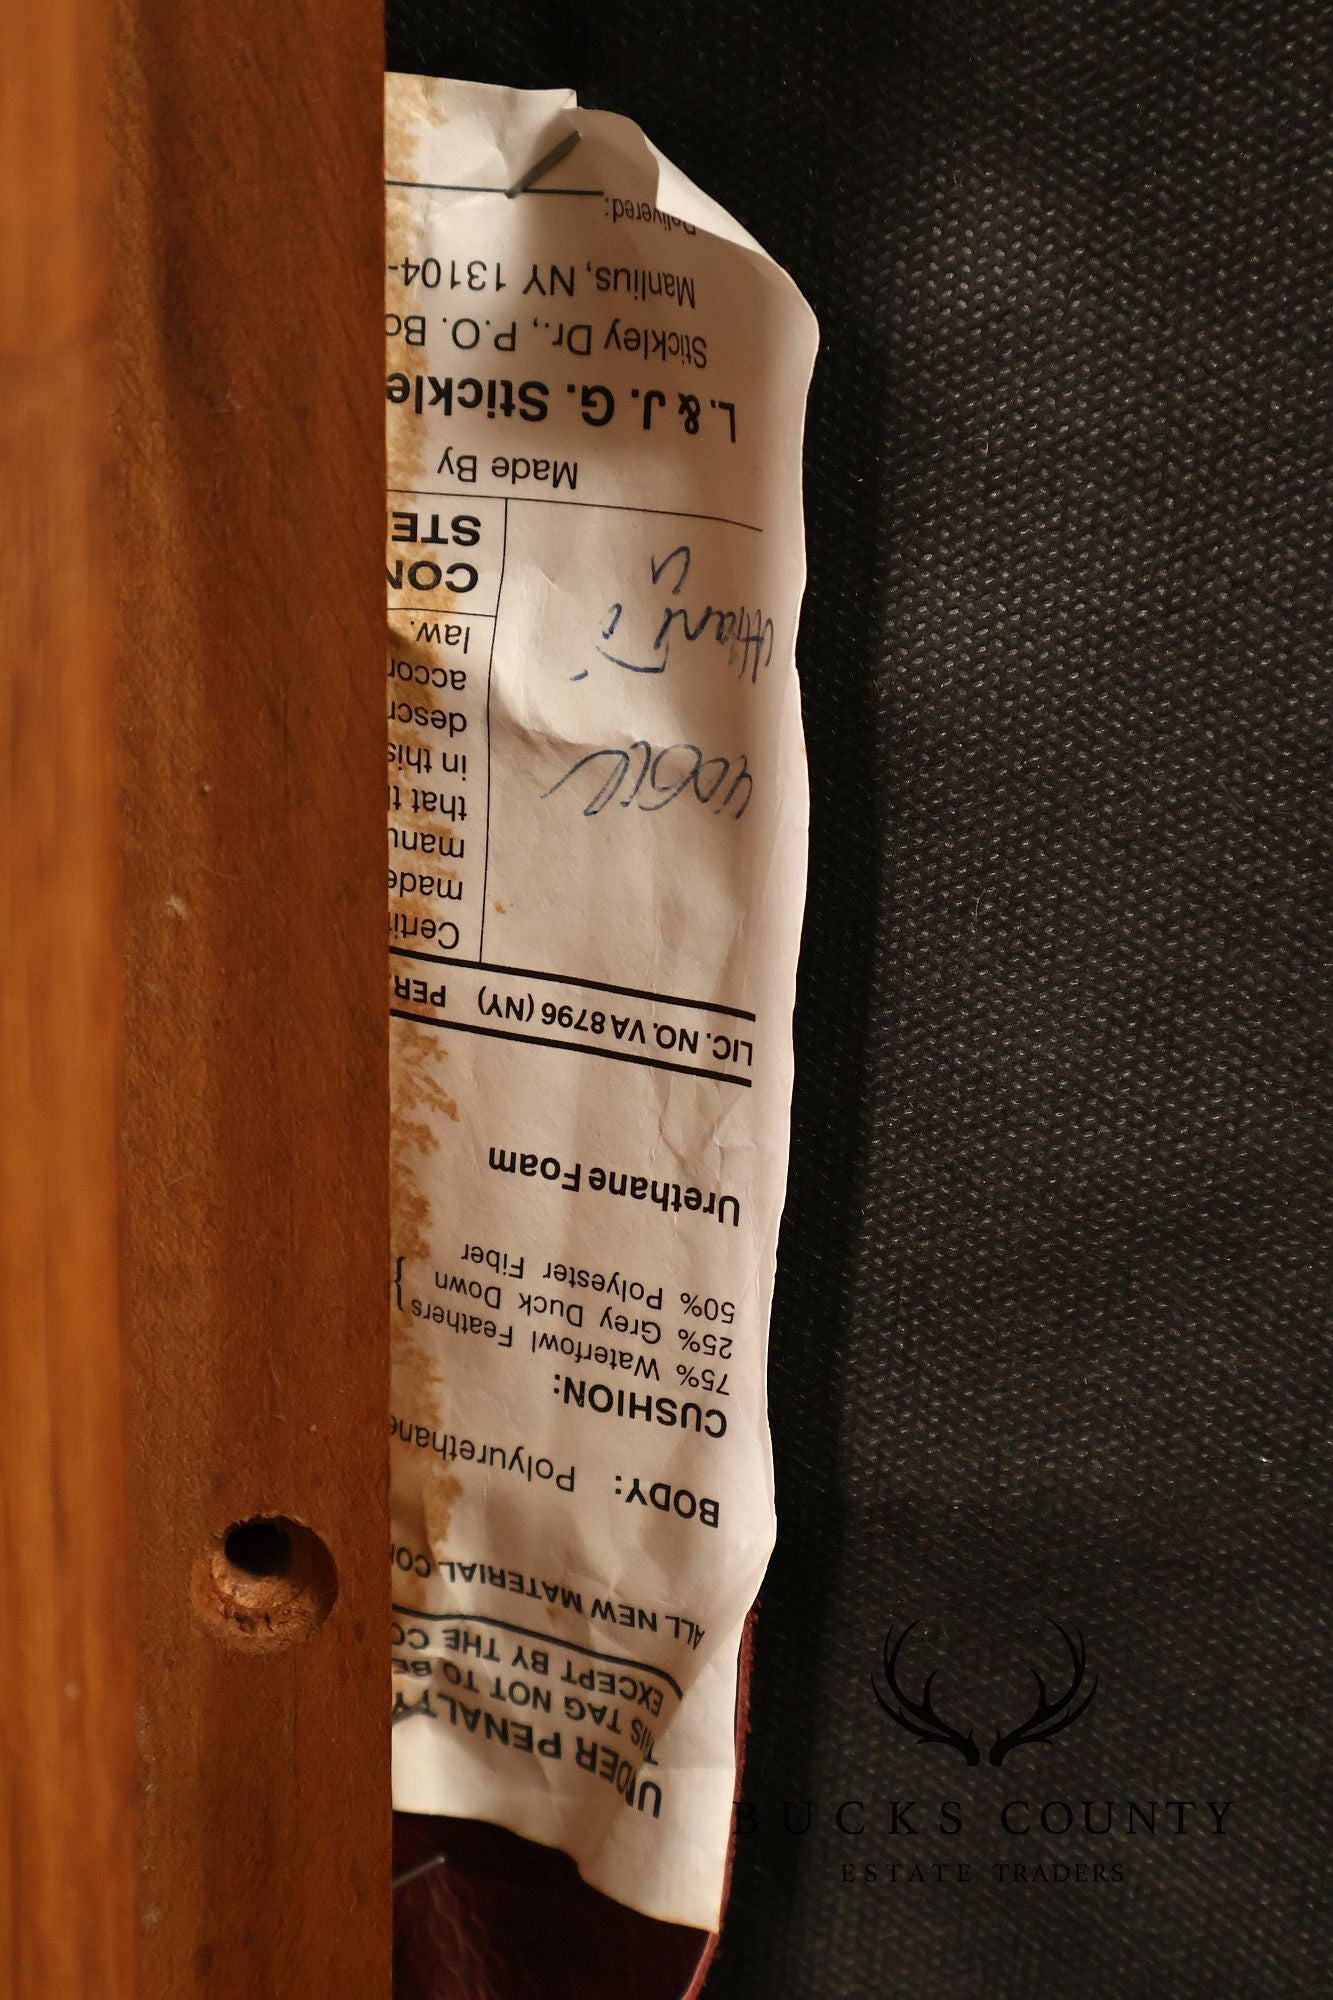 UNDER PENALTY
THIS TAG NOT TO BE
EXCEPT BY THE CO
ALL NEW MATERIAL CON
BODY: Polyurethane
CUSHION:
75% Waterfowl Feathers
25% Grey Duck Down }
50% Polyester Fiber
Urethane Foam
LIC. NO. VA 8796 (NY) PER.
Certi
made
manu
that t
in this
descr
accor
law.
CON
STE
Made By
L. & J. G. Stickle
Stickley Dr., P.O. Bo
Manlius, NY 13104-
Delivered:
BUCKS COUNTY
ESTATE TRADERS